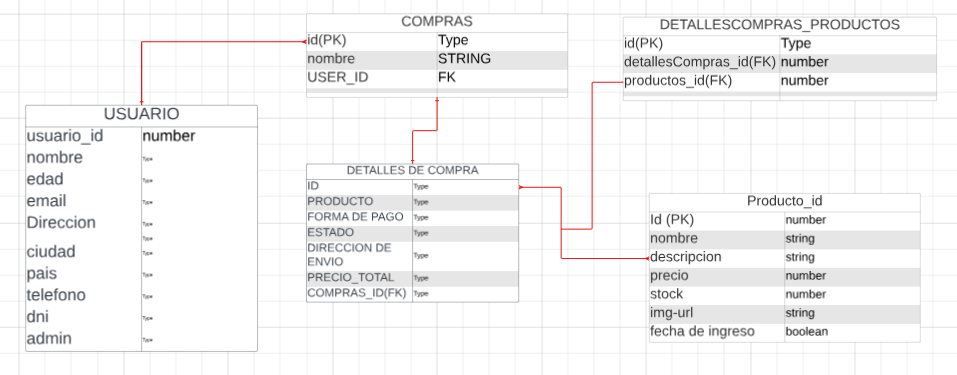 COMPRAS
id(PK) Type
nombre STRING
USER_ID FK
DETALLESCOMPRAS_PRODUCTOS
id(PK) Type
detallesCompras_id(FK) number
productos_id(FK) number
USUARIO
usuario_id number
nombre Type
edad Type
email Type
Direccion Type
Type
ciudad Type
pais Type
telefono Type
dni Type
admin Type
DETALLES DE COMPRA
ID Type
PRODUCTO Type
FORMA DE PAGO Type
ESTADO Type
DIRECCION DE
ENVIO Type
PRECIO_TOTAL Type
COMPRAS_ID(FK) Type
Producto_id
Id (PK) number
nombre string
descripcion string
precio number
stock number
img-url string
fecha de ingreso boolean